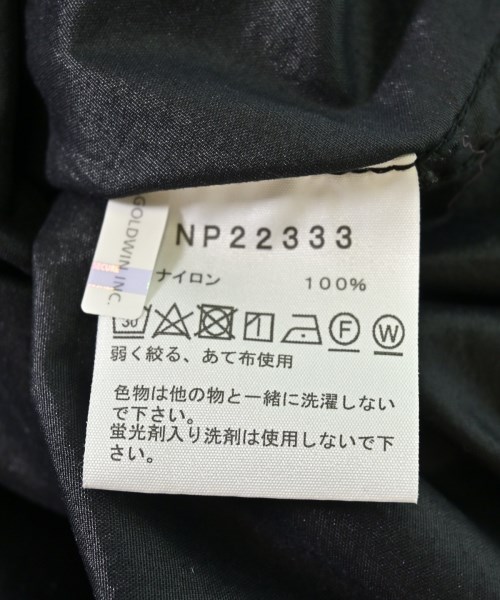 GOLDWIN INC.
NP22333
ナイロン 100%
30 F W
弱く絞る、あて布使用
色物は他の物と一緒に洗濯しない
で下さい。
蛍光剤入り洗剤は使用しないで下
さい。